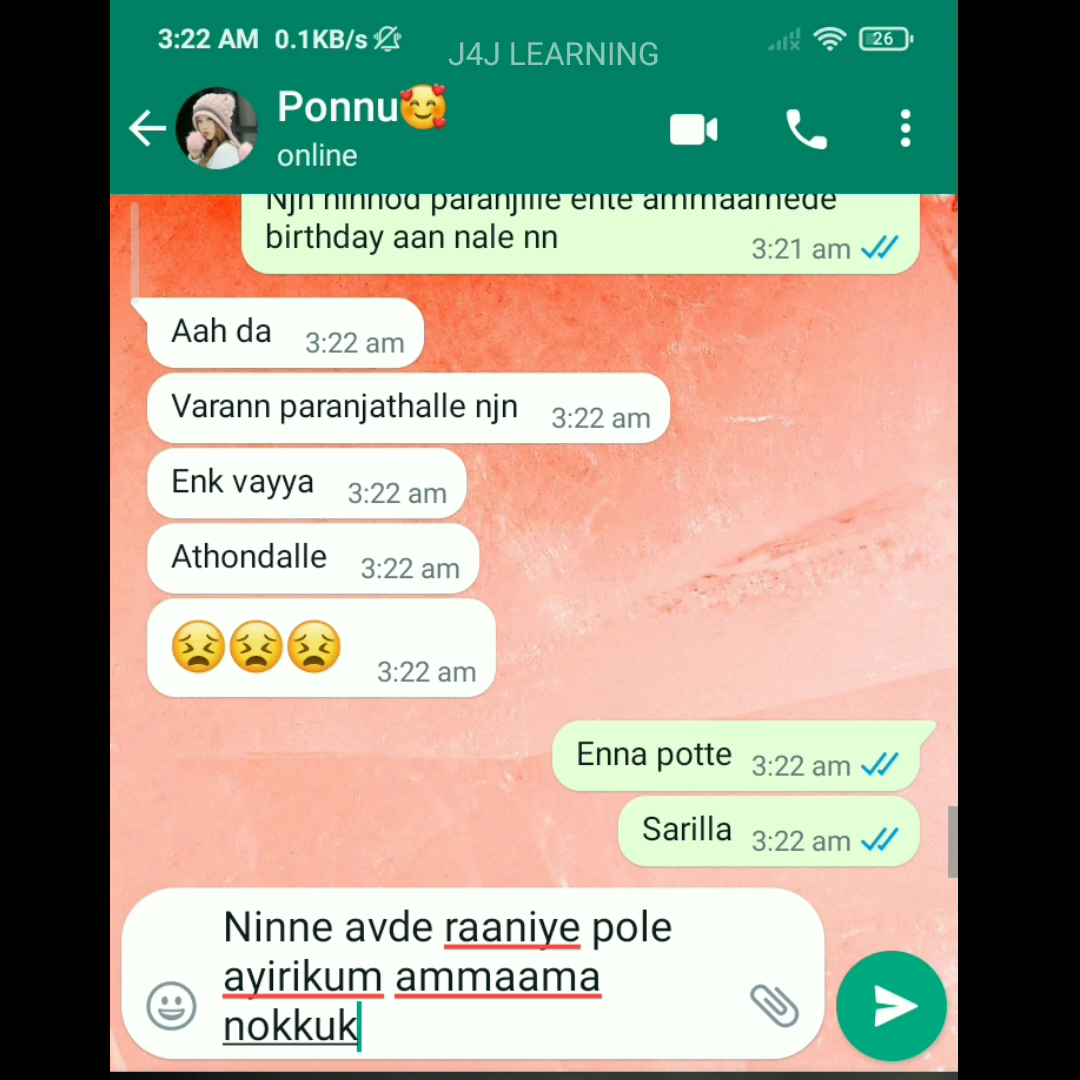 3:22 AM 0.1KB/s 26
J4J LEARNING
Ponnu🥰
online
Njn ninnod paranjille ente ammaamede
birthday aan nale nn 3:21 am
Aah da 3:22 am
Varann paranjathalle njn 3:22 am
Enk vayya 3:22 am
Athondalle 3:22 am
😣😣😣 3:22 am
Enna potte 3:22 am
Sarilla 3:22 am
Ninne avde raaniye pole
ayirikum ammaama
nokkuk